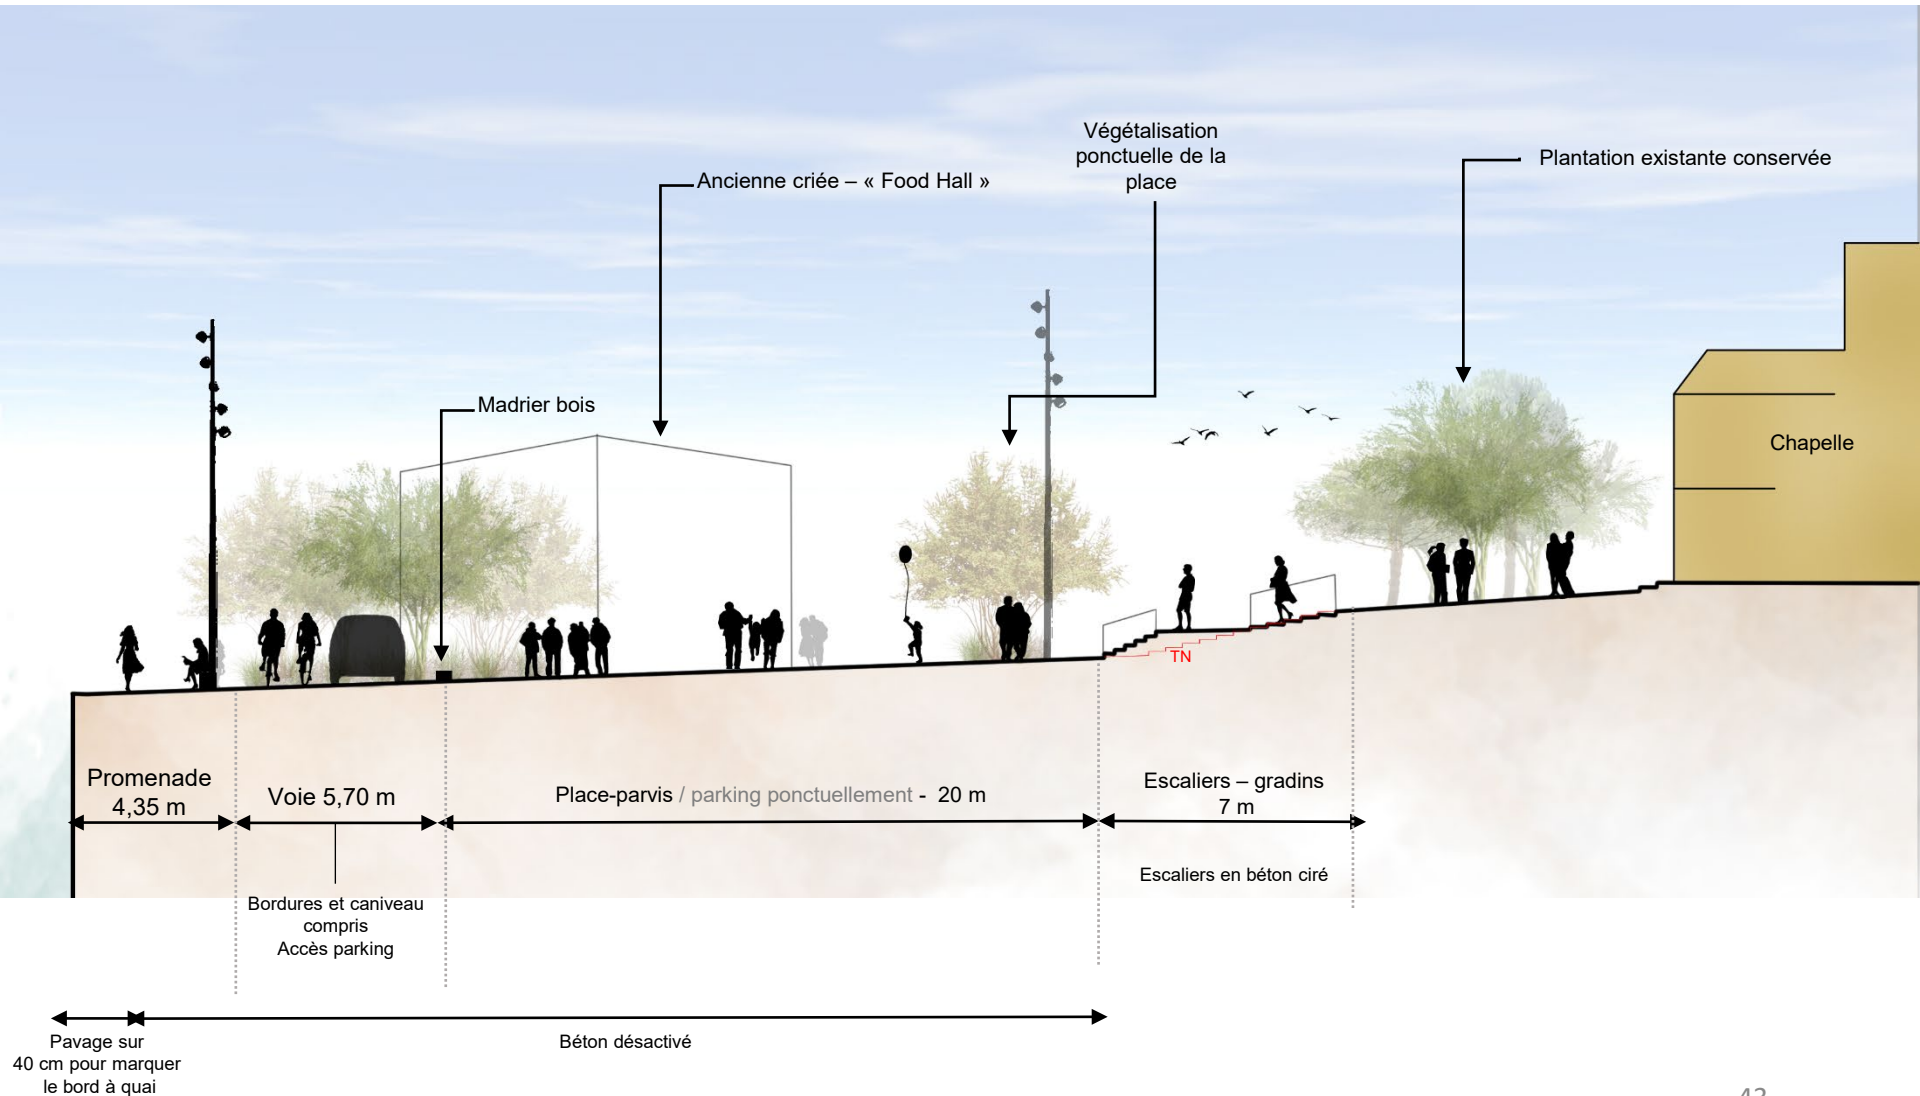 Végétalisation
ponctuelle de la
place
Plantation existante conservée
Ancienne criée – « Food Hall »
Madrier bois
Chapelle
TN
Promenade
4,35 m
Voie 5,70 m
Place-parvis / parking ponctuellement - 20 m
Escaliers – gradins
7 m
Escaliers en béton ciré
Bordures et caniveau
compris
Accès parking
Pavage sur
40 cm pour marquer
le bord à quai
Béton désactivé